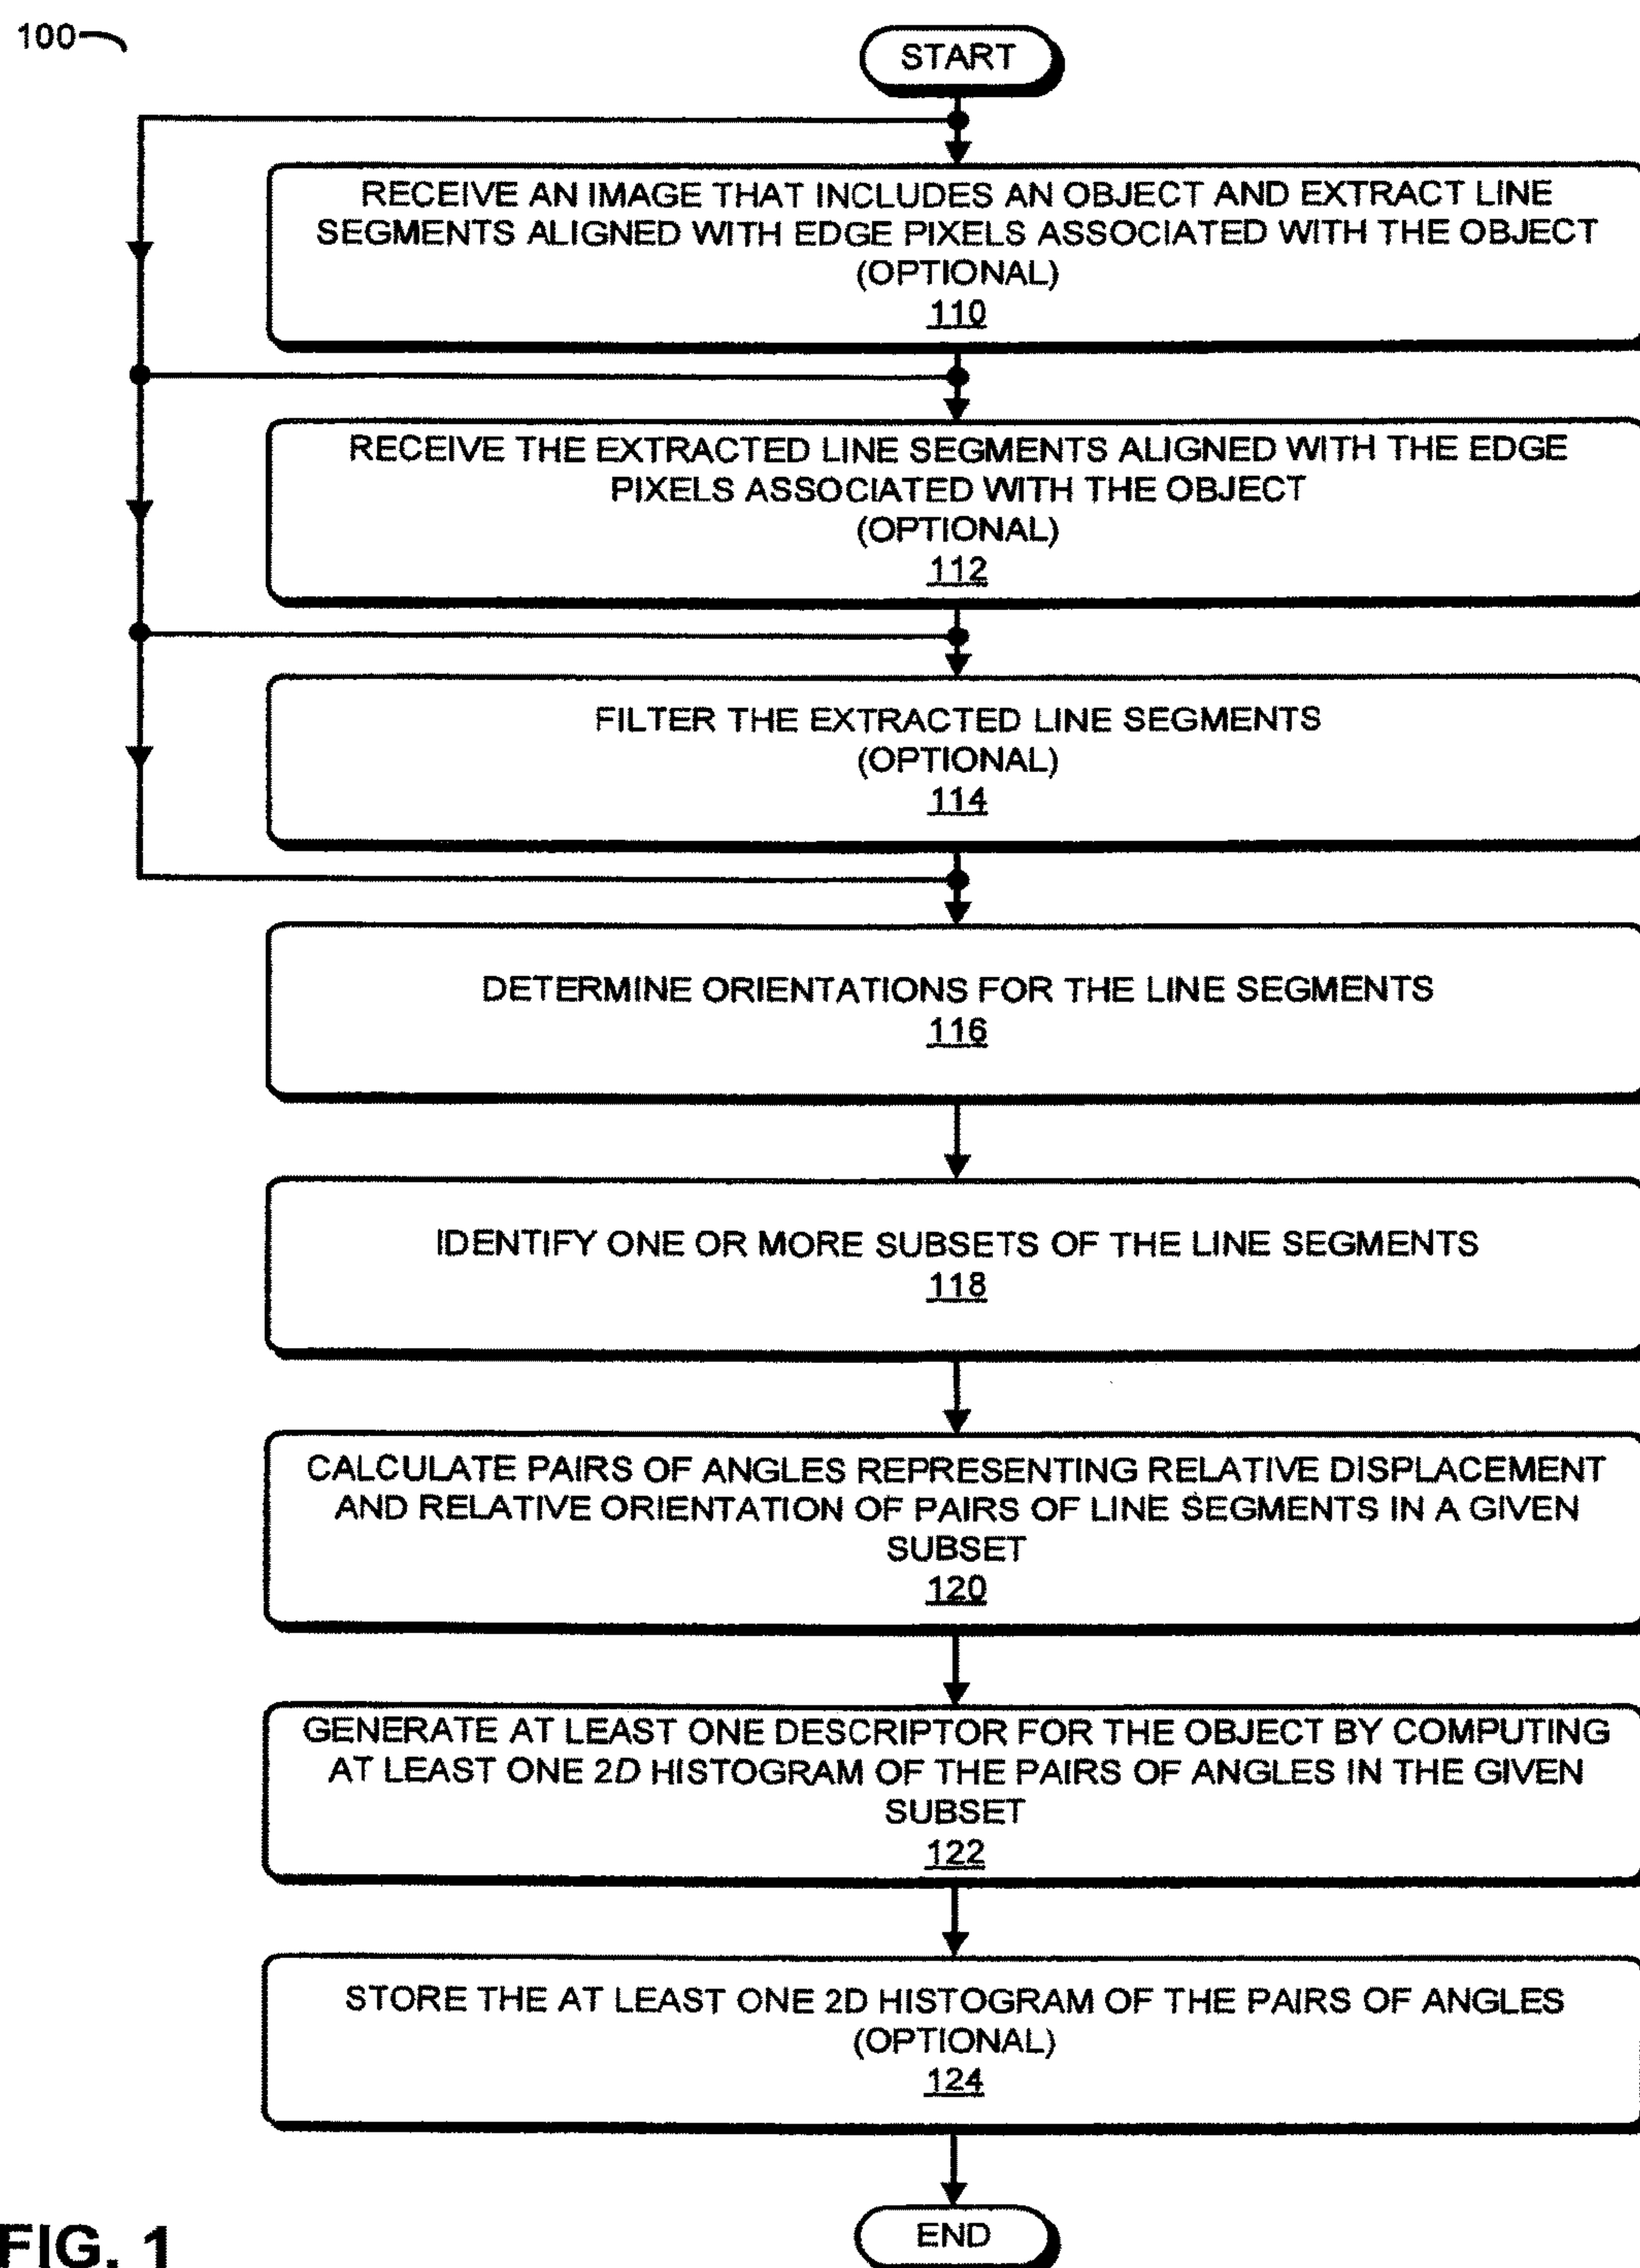 100
START
RECEIVE AN IMAGE THAT INCLUDES AN OBJECT AND EXTRACT LINE
SEGMENTS ALIGNED WITH EDGE PIXELS ASSOCIATED WITH THE OBJECT
(OPTIONAL)
110
RECEIVE THE EXTRACTED LINE SEGMENTS ALIGNED WITH THE EDGE
PIXELS ASSOCIATED WITH THE OBJECT
(OPTIONAL)
112
FILTER THE EXTRACTED LINE SEGMENTS
(OPTIONAL)
114
DETERMINE ORIENTATIONS FOR THE LINE SEGMENTS
116
IDENTIFY ONE OR MORE SUBSETS OF THE LINE SEGMENTS
118
CALCULATE PAIRS OF ANGLES REPRESENTING RELATIVE DISPLACEMENT
AND RELATIVE ORIENTATION OF PAIRS OF LINE SEGMENTS IN A GIVEN
SUBSET
120
GENERATE AT LEAST ONE DESCRIPTOR FOR THE OBJECT BY COMPUTING
AT LEAST ONE 2D HISTOGRAM OF THE PAIRS OF ANGLES IN THE GIVEN
SUBSET
122
STORE THE AT LEAST ONE 2D HISTOGRAM OF THE PAIRS OF ANGLES
(OPTIONAL)
124
END
FIG. 1